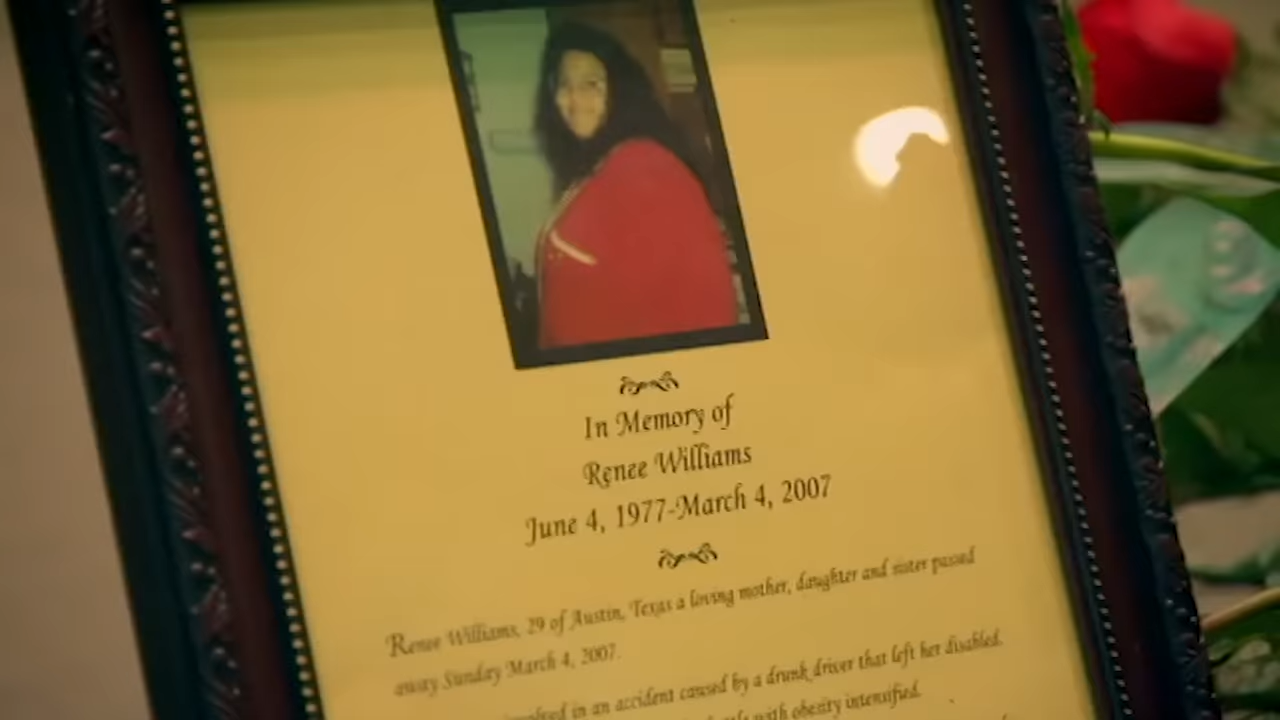 In Memory of
Renee Williams
June 4, 1977-March 4, 2007
Renee Williams, 29 of Austin, Texas a loving mother, daughter and sister passed
away Sunday March 4, 2007.
in an accident caused by a drunk driver that left her disabled.
with obesity intensified.